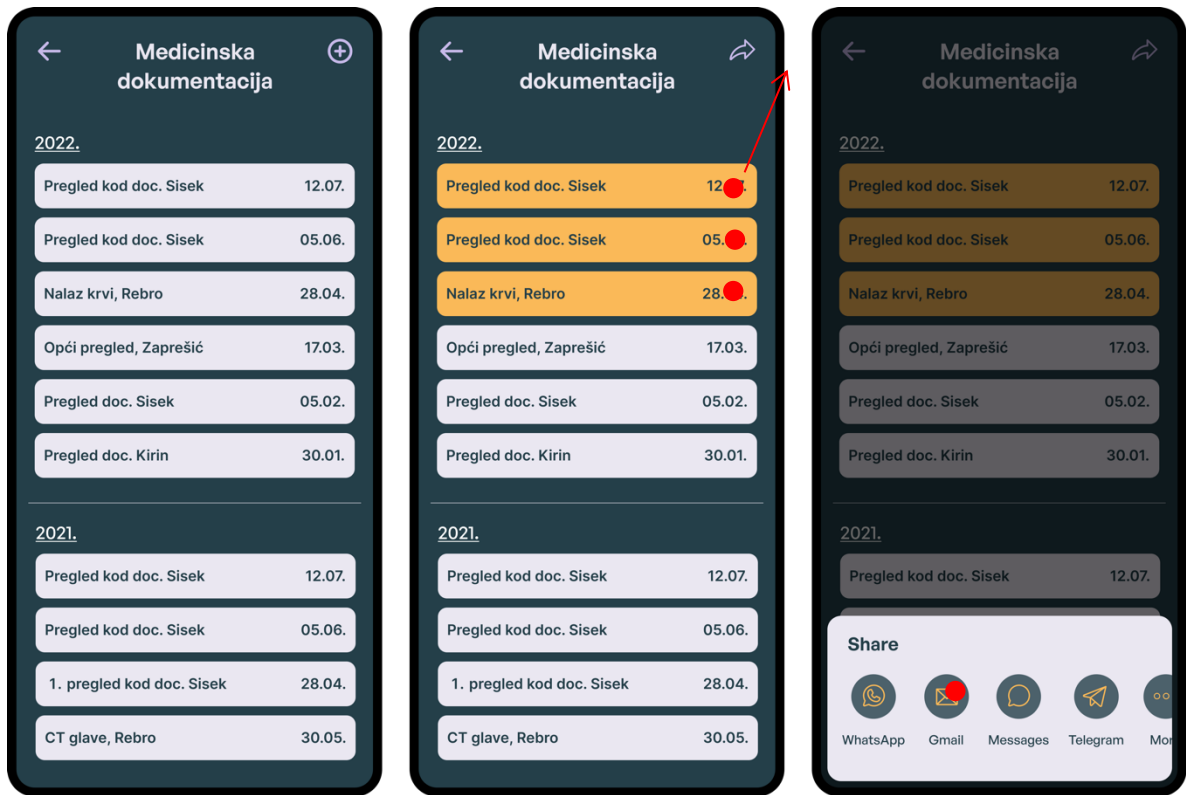 Medicinska
dokumentacija
2022.
Pregled kod doc. Sisek 12.07.
Pregled kod doc. Sisek 05.06.
Nalaz krvi, Rebro 28.04.
Opći pregled, Zaprešić 17.03.
Pregled doc. Sisek 05.02.
Pregled doc. Kirin 30.01.
2021.
Pregled kod doc. Sisek 12.07.
Pregled kod doc. Sisek 05.06.
1. pregled kod doc. Sisek 28.04.
CT glave, Rebro 30.05.
Medicinska
dokumentacija
2022.
Pregled kod doc. Sisek
Pregled kod doc. Sisek
Nalaz krvi, Rebro
Opći pregled, Zaprešić 17.03.
Pregled doc. Sisek 05.02.
Pregled doc. Kirin 30.01.
2021.
Pregled kod doc. Sisek 12.07.
Pregled kod doc. Sisek 05.06.
1. pregled kod doc. Sisek 28.04.
CT glave, Rebro 30.05.
Medicinska
dokumentacija
2022.
Pregled kod doc. Sisek 12.07.
Pregled kod doc. Sisek 05.06.
Nalaz krvi, Rebro 28.04.
Opći pregled, Zaprešić 17.03.
Pregled doc. Sisek 05.02.
Pregled doc. Kirin 30.01.
2021.
Pregled kod doc. Sisek 12.07.
Share
WhatsApp Gmail Messages Telegram